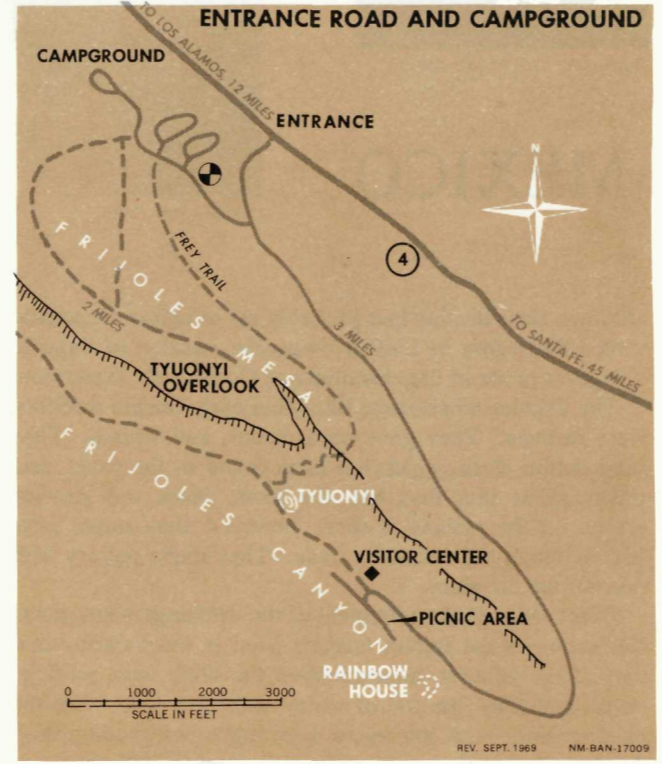 ENTRANCE ROAD AND CAMPGROUND
TO LOS ALAMOS, 12 MILES
CAMPGROUND
ENTRANCE
N
FREY TRAIL
4
FRIJOLES MESA
2 MILES
3 MILES
TO SANTA FE, 45 MILES
TYUONYI
OVERLOOK
FRIJOLES CANYON
TYUONYI
VISITOR CENTER
PICNIC AREA
RAINBOW
HOUSE
0 1000 2000 3000
SCALE IN FEET
REV. SEPT. 1969 NM-BAN-17009